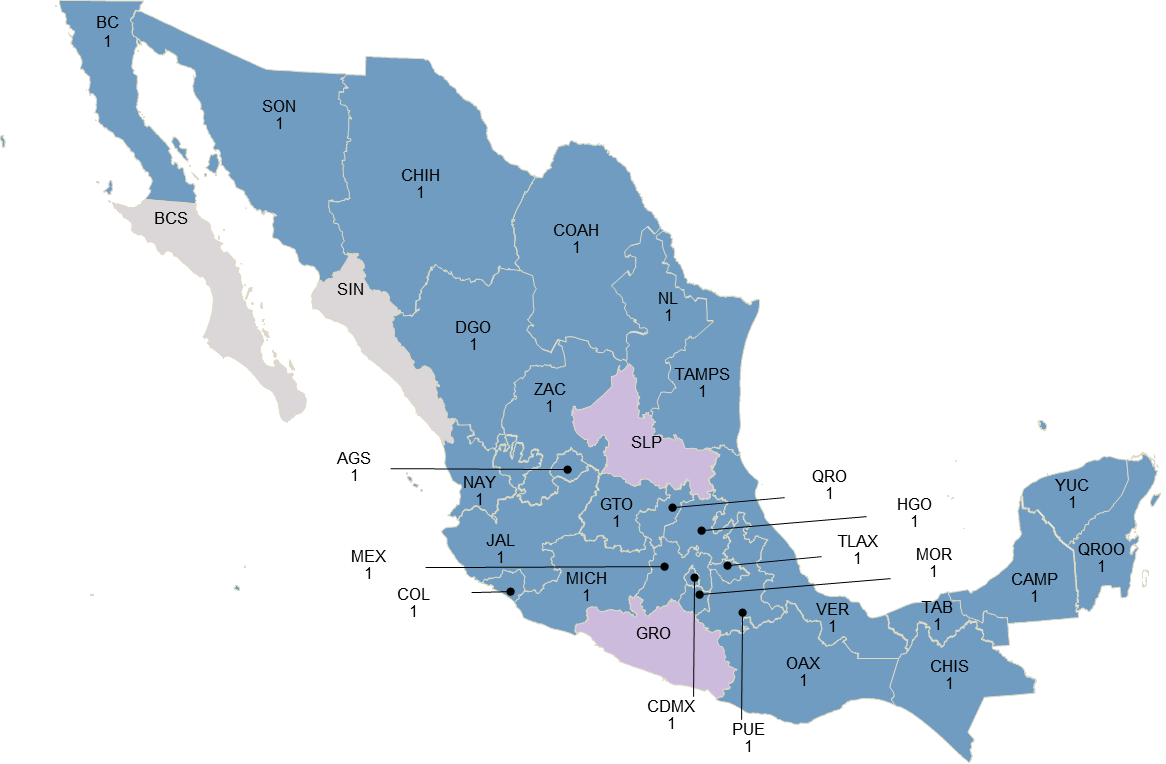 BC
1
SON
1
CHIH
1
BCS
COAH
1
SIN
NL
1
DGO
1
TAMPS
1
ZAC
1
SLP
AGS
1
QRO
1
NAY
1
YUC
1
GTO
1
HGO
1
JAL
1
TLAX
1
QROO
1
MEX
1
MOR
1
MICH
1
CAMP
1
COL
1
VER
1
TAB
1
GRO
OAX
1
CHIS
1
CDMX
1
PUE
1